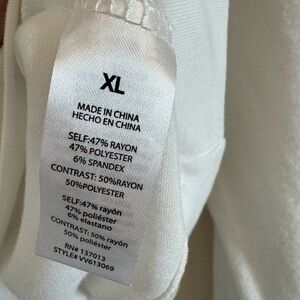 XL
MADE IN CHINA
HECHO EN CHINA
SELF:47% RAYON
47% POLYESTER
6% SPANDEX
CONTRAST: 50%RAYON
50%POLYESTER
SELF:47% rayón
47% poliéster
6% elastano
CONTRAST: 50% rayón
50% poliéster
RN# 137013
STYLE# VV613069